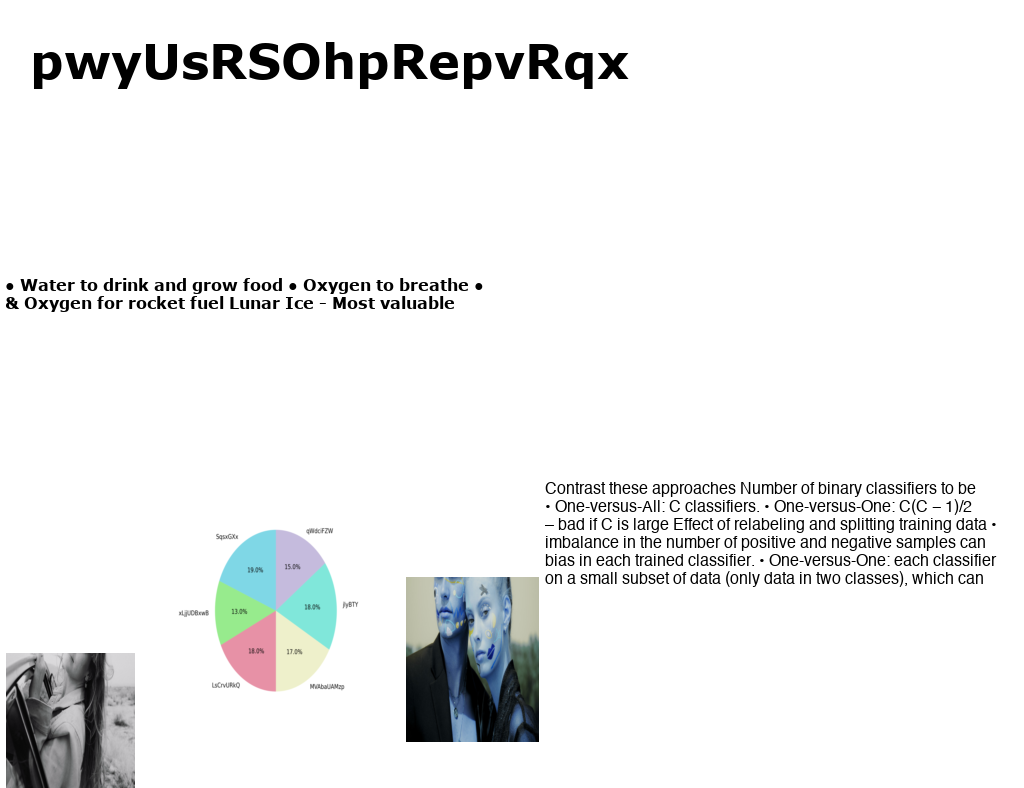 pwyUsRSOhpRepvRqx
● Water to drink and grow food ● Oxygen to breathe ●
& Oxygen for rocket fuel Lunar Ice – Most valuable
Contrast these approaches Number of binary classifiers to be
• One-versus-All: C classifiers. • One-versus-One: C(C – 1)/2
– bad if C is large Effect of relabeling and splitting training data •
imbalance in the number of positive and negative samples can
bias in each trained classifier. • One-versus-One: each classifier
on a small subset of data (only data in two classes), which can
qWdciFZW
SqsxGXx
15.0%
19.0%
JlyBTY
18.0%
13.0%
xLjjUDBxwB
18.0%
17.0%
LsCrvURkQ
MVAbaUAMzp